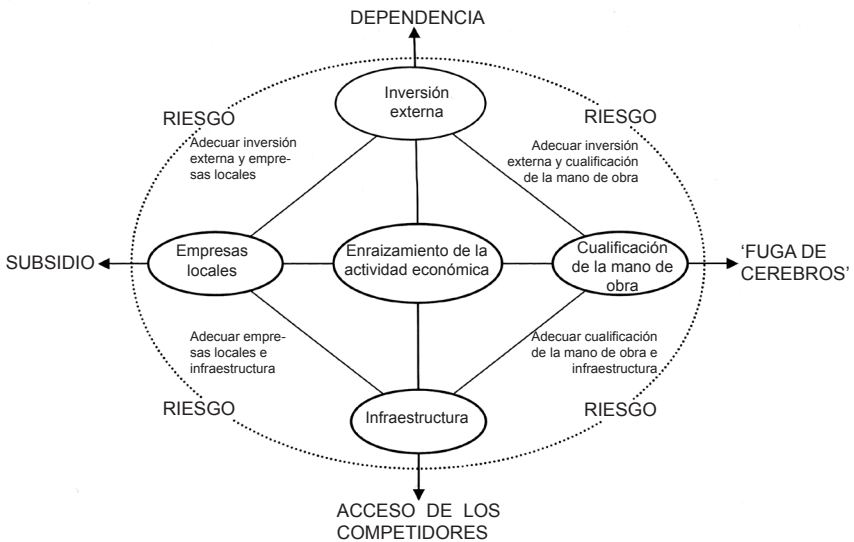 DEPENDENCIA
Inversión
externa
RIESGO
RIESGO
Adecuar inversión
externa y empre-
sas locales
Adecuar inversión
externa y cualificación
de la mano de obra
SUBSIDIO
Empresas
locales
Enraizamiento de la
actividad económica
Cualificación
de la mano de
obra
'FUGA DE
CEREBROS'
Adecuar empre-
sas locales e
infraestructura
Adecuar cualificación
de la mano de obra e
infraestructura
RIESGO
Infraestructura
RIESGO
ACCESO DE LOS
COMPETIDORES